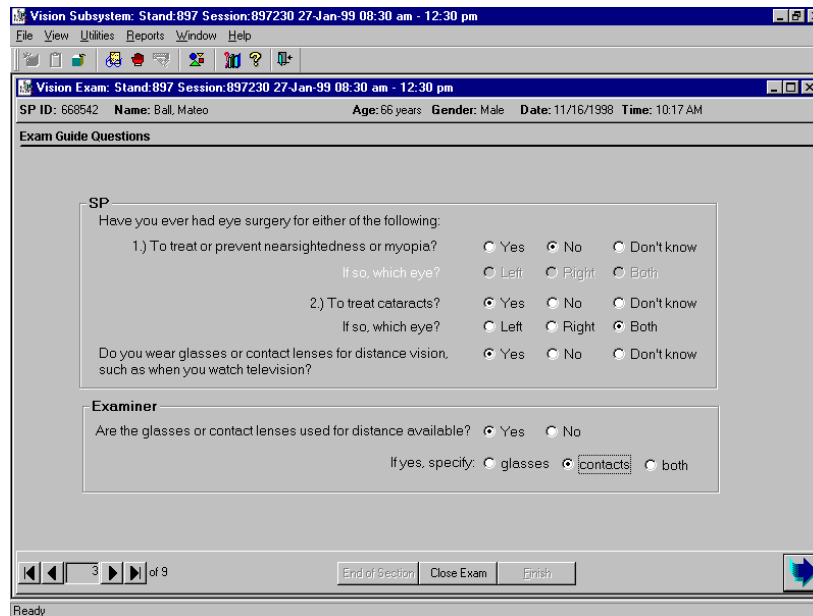 Vision Subsystem: Stand:897 Session:897230 27-Jan-99 08:30 am - 12:30 pm
File View Utilities Reports Window Help
Vision Exam: Stand:897 Session:897230 27-Jan-99 08:30 am - 12:30 pm
SP ID: 668542 Name: Ball, Mateo Age: 66 years Gender: Male Date: 11/16/1998 Time: 10:17 AM
Exam Guide Questions
SP
Have you ever had eye surgery for either of the following:
1.) To treat or prevent nearsightedness or myopia? Yes No Don't know
If so, which eye? Left Right Both
2.) To treat cataracts? Yes No Don't know
If so, which eye? Left Right Both
Do you wear glasses or contact lenses for distance vision, Yes No Don't know
such as when you watch television?
Examiner
Are the glasses or contact lenses used for distance available? Yes No
If yes, specify: glasses contacts both
3 of 9 End of Section Close Exam Finish
Ready